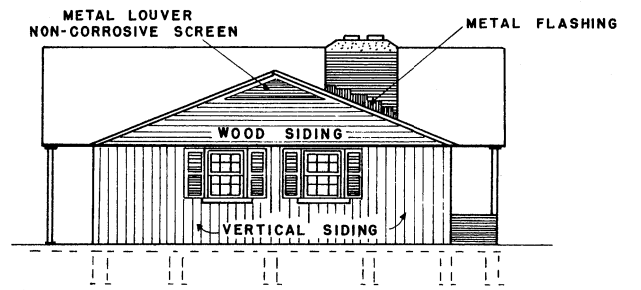 METAL LOUVER
NON-CORROSIVE SCREEN
METAL FLASHING
WOOD SIDING
VERTICAL SIDING